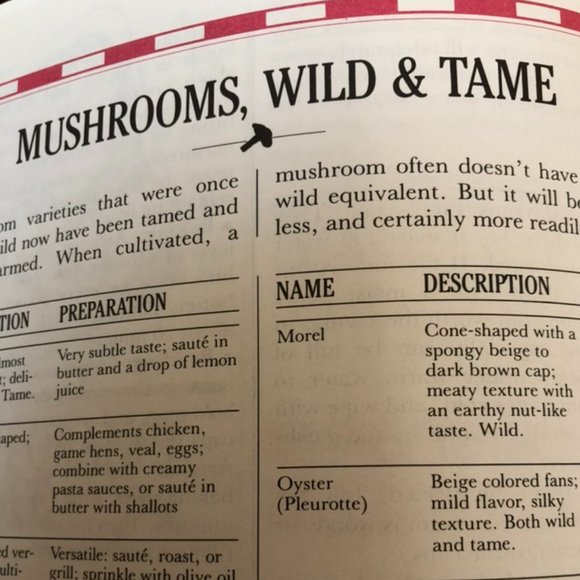 MUSHROOMS, WILD & TAME
varieties that were once
now have been tamed and
When cultivated, a
mushroom often doesn't have
wild equivalent. But it will
less, and certainly more
PREPARATION
Very subtle taste; sauté in
butter and a drop of lemon
Tame. juice
Complements chicken,
game hens, veal, eggs;
combine with creamy
pasta sauces, or sauté in
butter with shallots
Versatile: sauté, roast, or
grill; sprinkle with olive oil
NAME DESCRIPTION
Morel Cone-shaped with a
spongy beige to
dark brown cap;
meaty texture with
an earthy nut-like
taste. Wild.
Oyster Beige colored fans;
(Pleurotte) mild flavor, silky
texture. Both wild
and tame.